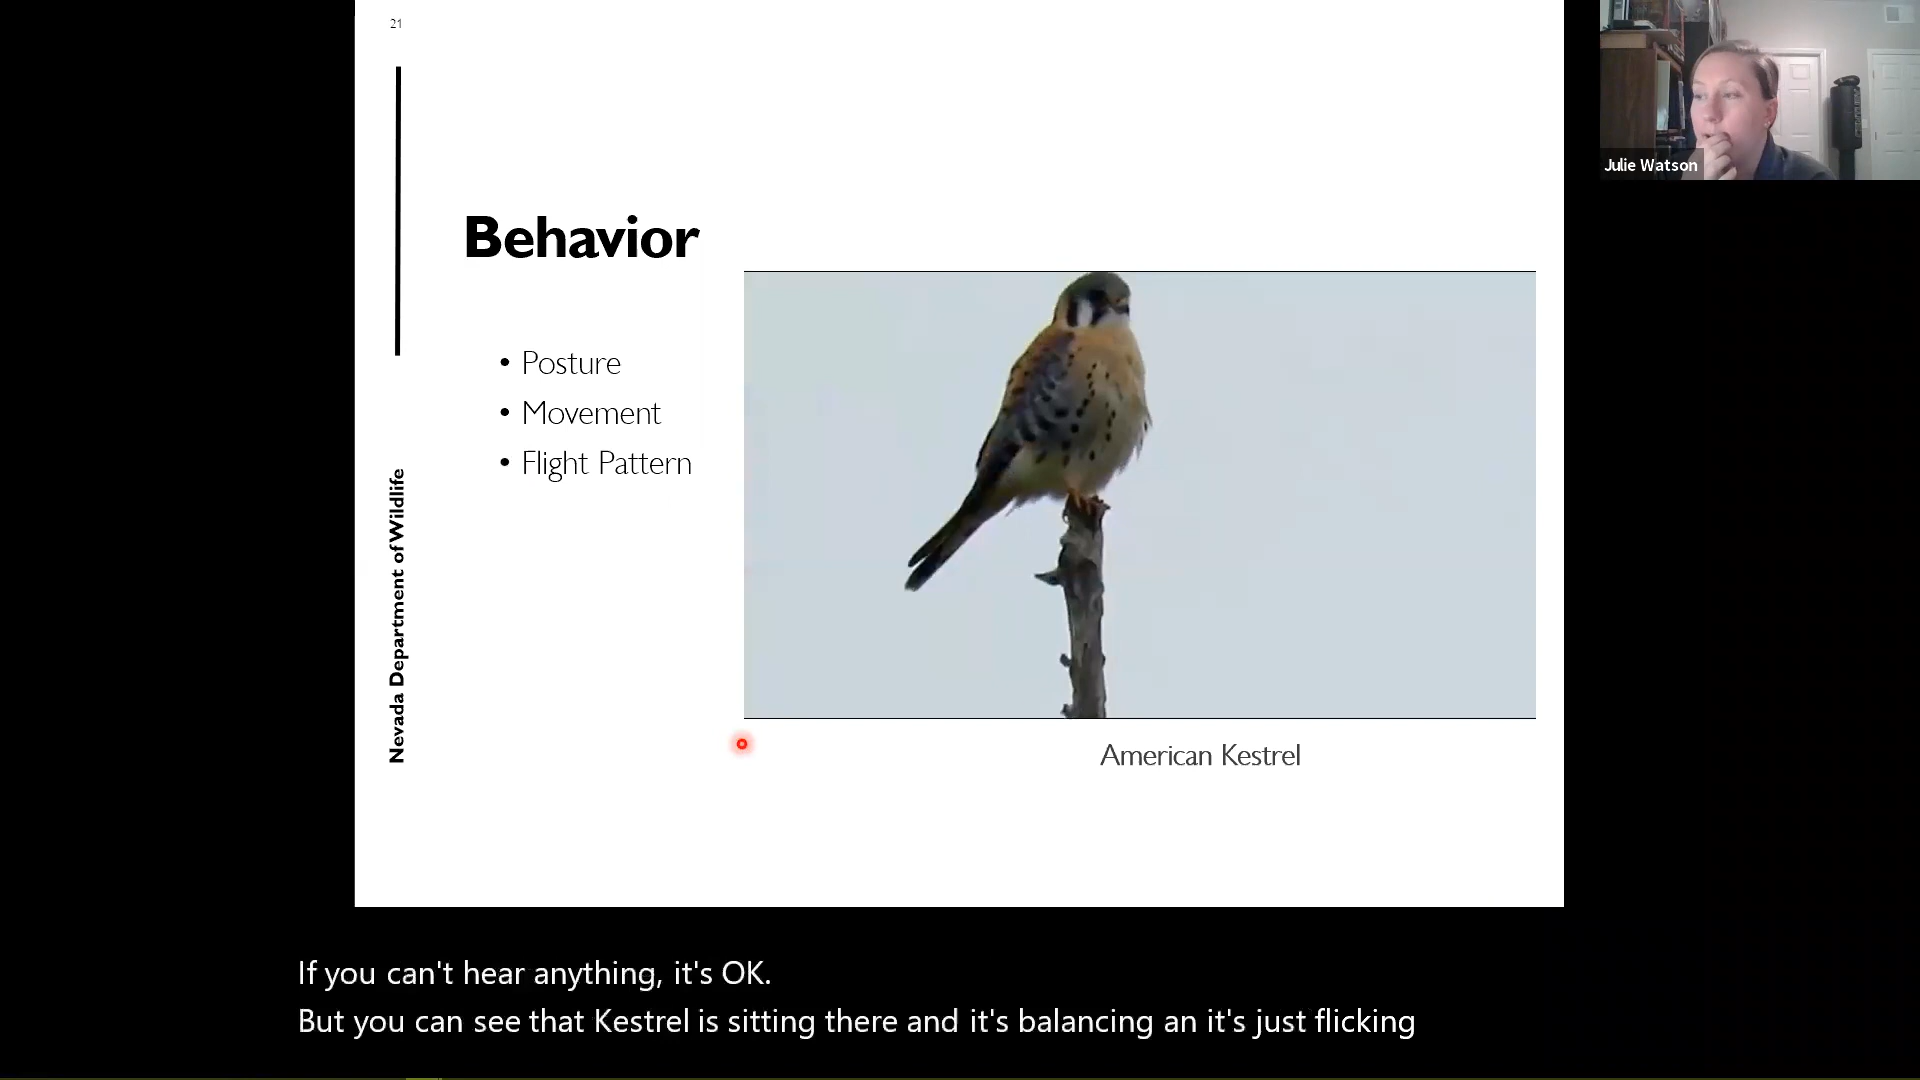 21
Behavior
• Posture
• Movement
• Flight Pattern
Nevada Department of Wildlife
American Kestrel
Julie Watson
If you can't hear anything, it's OK.
But you can see that Kestrel is sitting there and it's balancing an it's just flicking